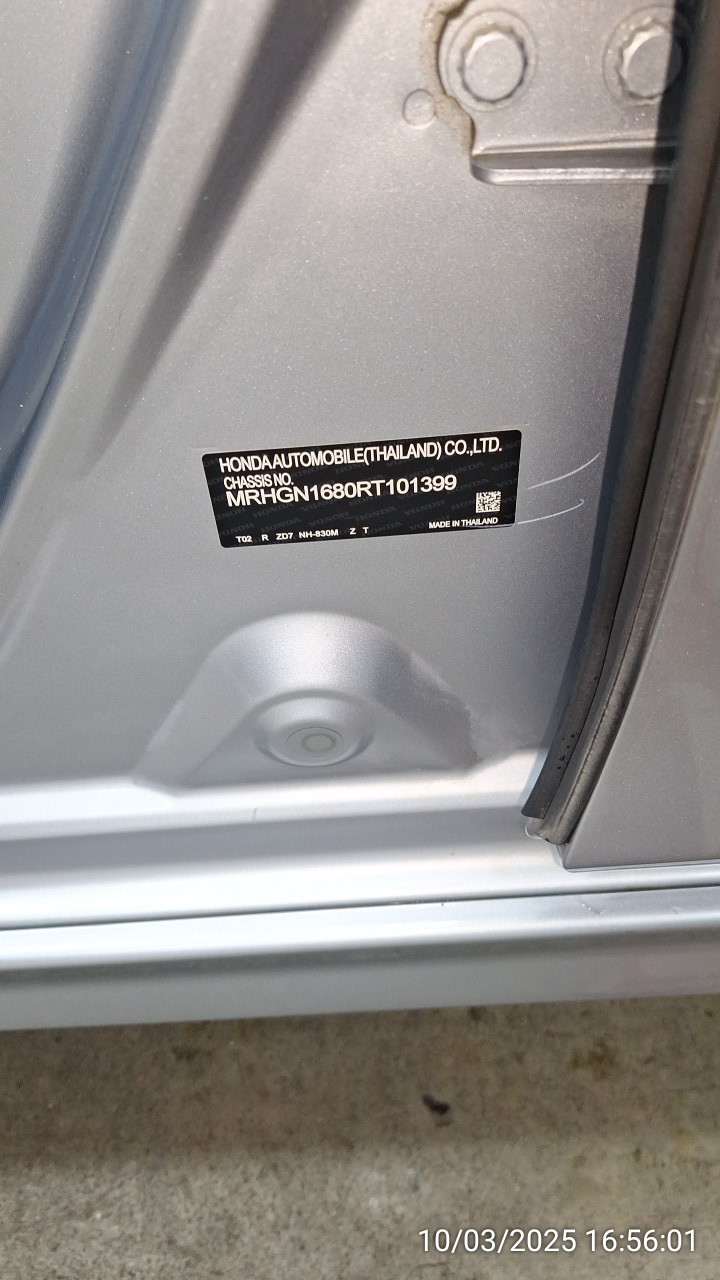 HONDA AUTOMOBILE(THAILAND) CO.,LTD.
CHASSIS NO.
MRHGN1680RT101399
T02 R ZD7 NH-830M Z T
MADE IN THAILAND
10/03/2025 16:56:01